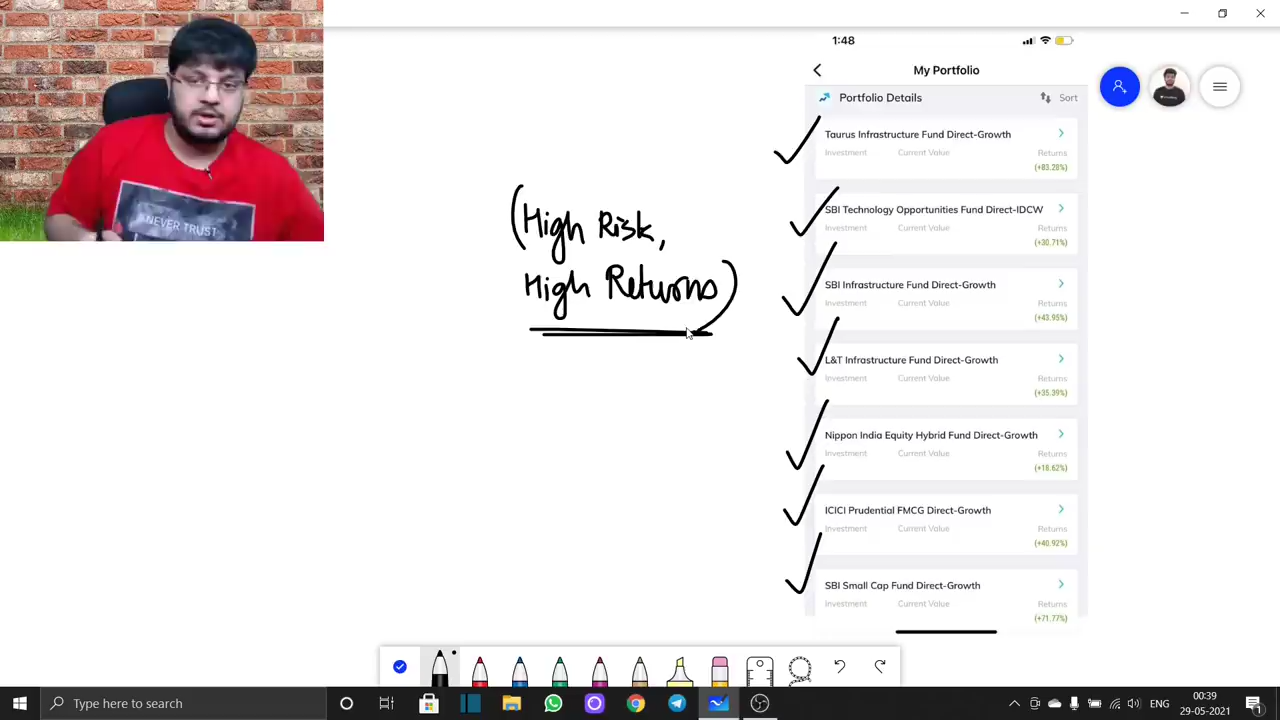 1:48
My Portfolio
Portfolio Details
Sort
Taurus Infrastructure Fund Direct-Growth
Investment Current Value Returns
(+83.28%)
SBI Technology Opportunities Fund Direct-IDCW
Investment Current Value Returns
(+30.71%)
SBI Infrastructure Fund Direct-Growth
Investment Current Value Returns
(+43.95%)
L&T Infrastructure Fund Direct-Growth
Investment Current Value Returns
(+35.39%)
Nippon India Equity Hybrid Fund Direct-Growth
Investment Current Value Returns
(+18.62%)
ICICI Prudential FMCG Direct-Growth
Investment Current Value Returns
(+40.92%)
SBI Small Cap Fund Direct-Growth
Investment Current Value Returns
(+71.77%)
(High Risk,
High Returns)
NEVER TRUST
Type here to search
ENG
00:39
29-05-2021